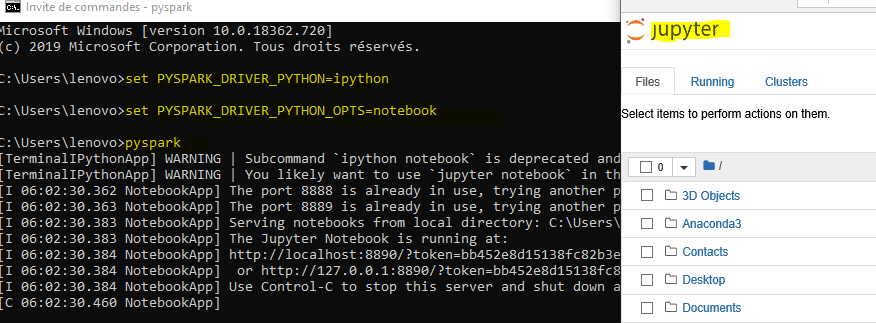 Invite de commandes - pyspark
Microsoft Windows [version 10.0.18362.720]
(c) 2019 Microsoft Corporation. Tous droits réservés.
C:\Users\lenovo>set PYSPARK_DRIVER_PYTHON=ipython
C:\Users\lenovo>set PYSPARK_DRIVER_PYTHON_OPTS=notebook
C:\Users\lenovo>pyspark
[TerminalIPythonApp] WARNING | Subcommand `ipython notebook` is deprecated and
[TerminalIPythonApp] WARNING | You likely want to use `jupyter notebook` in th
[I 06:02:30.362 NotebookApp] The port 8888 is already in use, trying another p
[I 06:02:30.363 NotebookApp] The port 8889 is already in use, trying another p
[I 06:02:30.383 NotebookApp] Serving notebooks from local directory: C:\Users\
[I 06:02:30.383 NotebookApp] The Jupyter Notebook is running at:
[I 06:02:30.384 NotebookApp] http://localhost:8890/?token=bb452e8d15138fc82b3e
[I 06:02:30.384 NotebookApp]  or http://127.0.0.1:8890/?token=bb452e8d15138fc8
[I 06:02:30.384 NotebookApp] Use Control-C to stop this server and shut down a
[C 06:02:30.460 NotebookApp]
jupyter
Files Running Clusters
Select items to perform actions on them.
0 /
3D Objects
Anaconda3
Contacts
Desktop
Documents